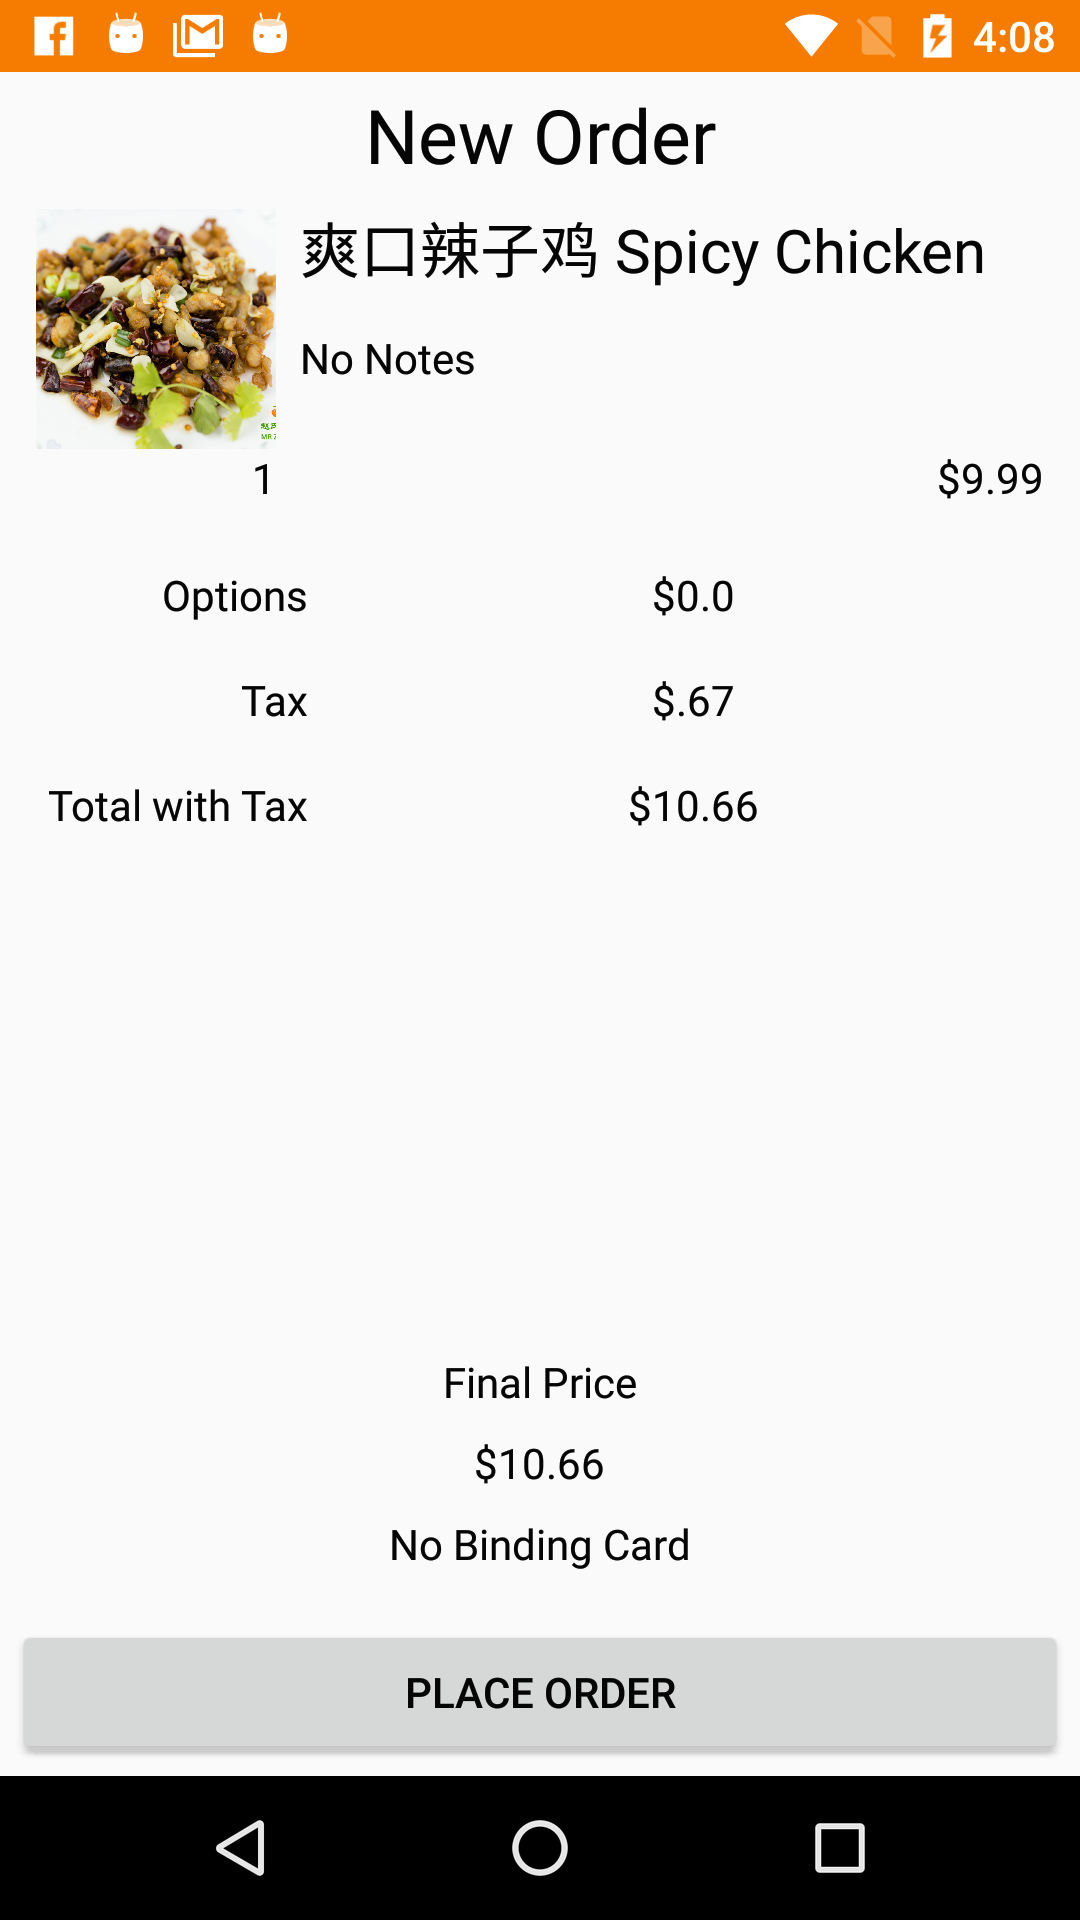 4:08
New Order
爽口辣子鸡 Spicy Chicken
No Notes
1 $9.99
Options $0.0
Tax $.67
Total with Tax $10.66
Final Price
$10.66
No Binding Card
PLACE ORDER